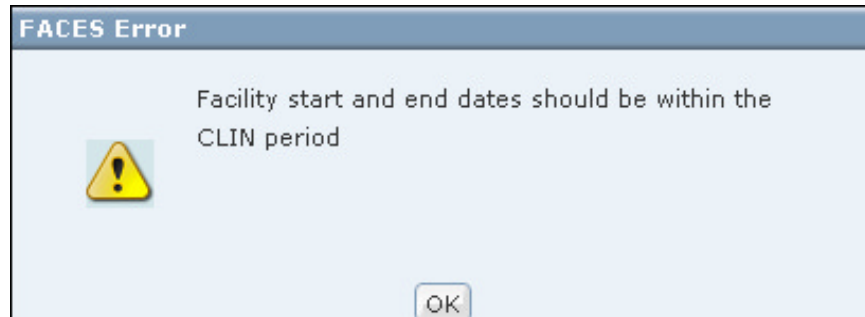 FACES Error
Facility start and end dates should be within the
CLIN period
OK